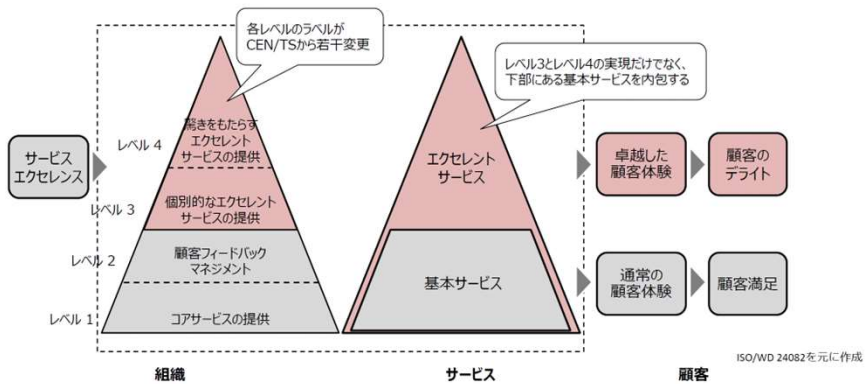 各レベルのラベルが
CEN/TSから若干変更
レベル3とレベル4の実現だけでなく、
下部にある基本サービスを内包する
サービス
エクセレンス
レベル 4
驚きをもたらす
エクセレント
サービスの提供
レベル 3
個別的なエクセレント
サービスの提供
レベル 2
顧客フィードバック
マネジメント
レベル 1
コアサービスの提供
エクセレント
サービス
基本サービス
卓越した
顧客体験
顧客の
デライト
通常の
顧客体験
顧客満足
ISO/WD 24082を元に作成
組織
サービス
顧客